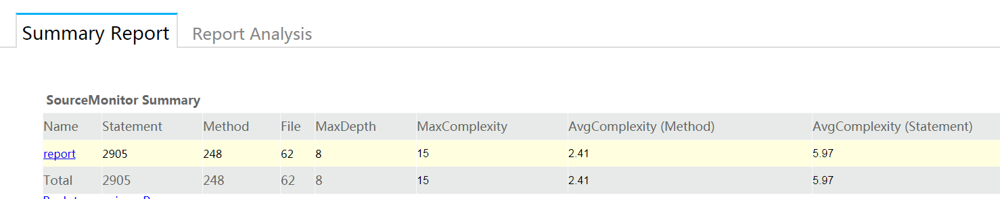 Summary Report Report Analysis
SourceMonitor Summary
Name Statement Method File MaxDepth MaxComplexity AvgComplexity (Method) AvgComplexity (Statement)
report 2905 248 62 8 15 2.41 5.97
Total 2905 248 62 8 15 2.41 5.97